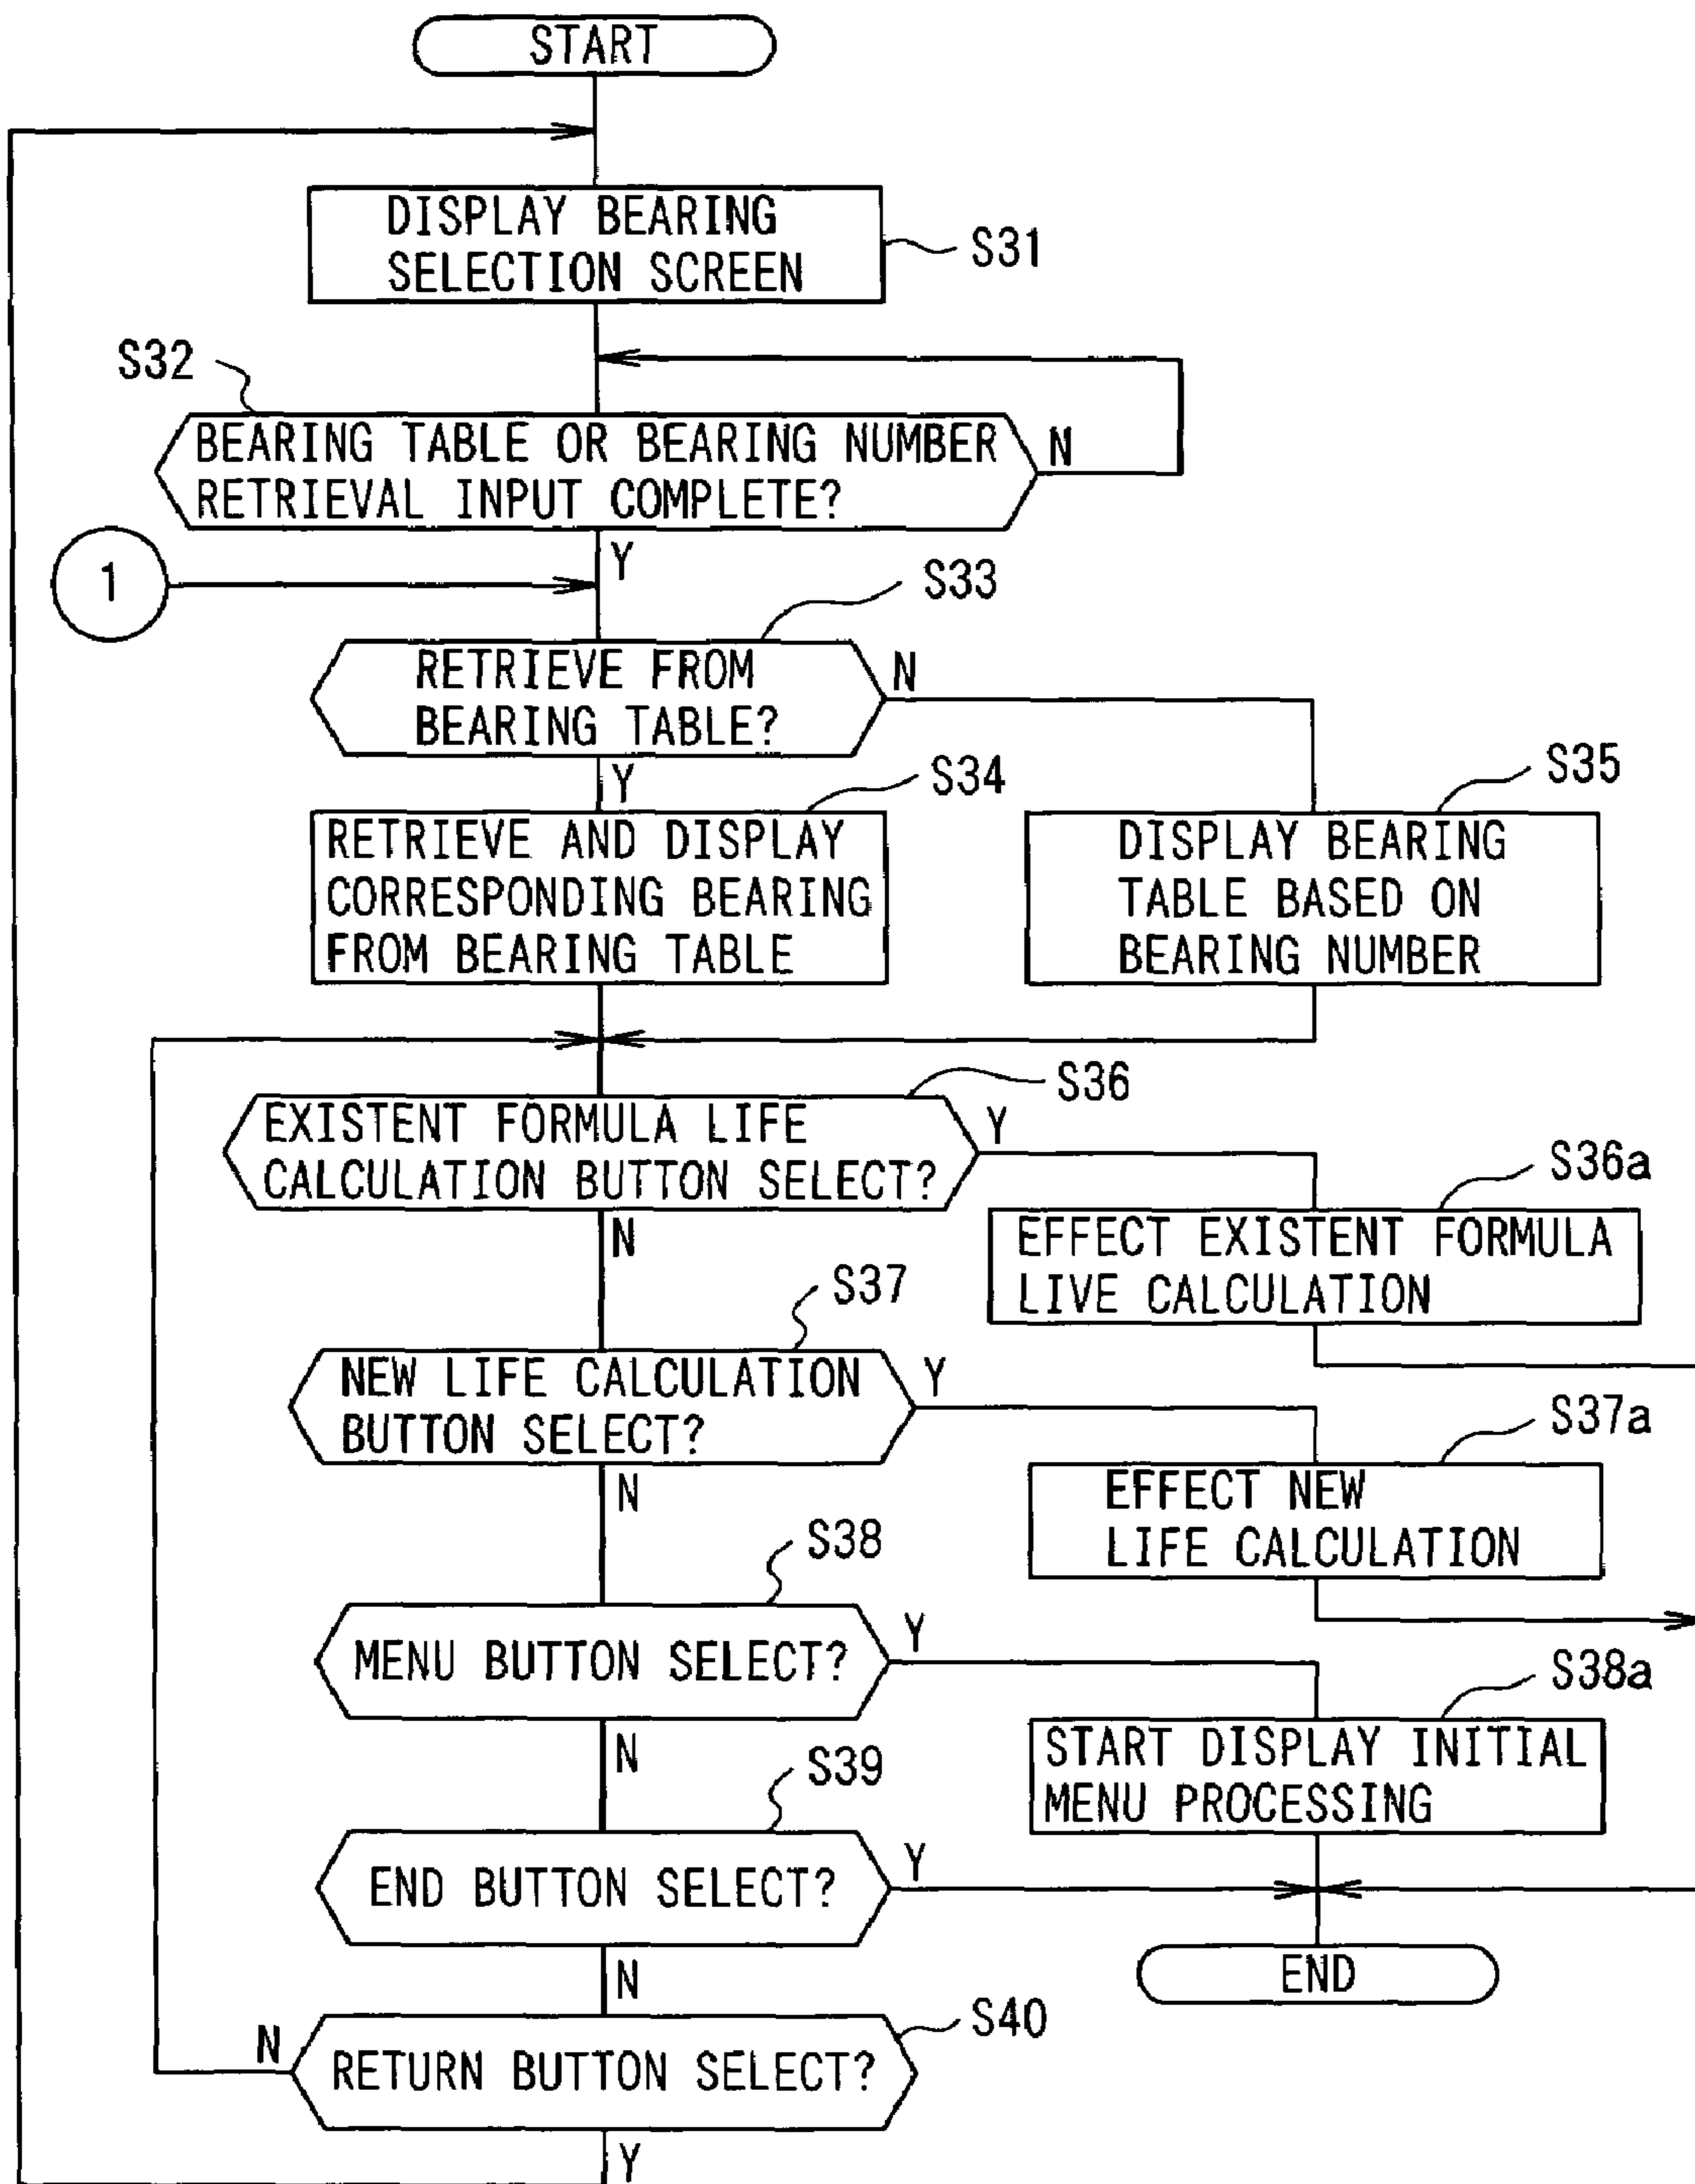 START
DISPLAY BEARING
SELECTION SCREEN
S31
S32
BEARING TABLE OR BEARING NUMBER
RETRIEVAL INPUT COMPLETE?
N
Y
1
S33
RETRIEVE FROM
BEARING TABLE?
N
Y
S34
RETRIEVE AND DISPLAY
CORRESPONDING BEARING
FROM BEARING TABLE
S35
DISPLAY BEARING
TABLE BASED ON
BEARING NUMBER
S36
EXISTENT FORMULA LIFE
CALCULATION BUTTON SELECT?
Y
N
S36a
EFFECT EXISTENT FORMULA
LIVE CALCULATION
S37
NEW LIFE CALCULATION
BUTTON SELECT?
Y
N
S37a
EFFECT NEW
LIFE CALCULATION
S38
MENU BUTTON SELECT?
Y
N
S38a
START DISPLAY INITIAL
MENU PROCESSING
S39
END BUTTON SELECT?
Y
N
END
S40
RETURN BUTTON SELECT?
N
Y